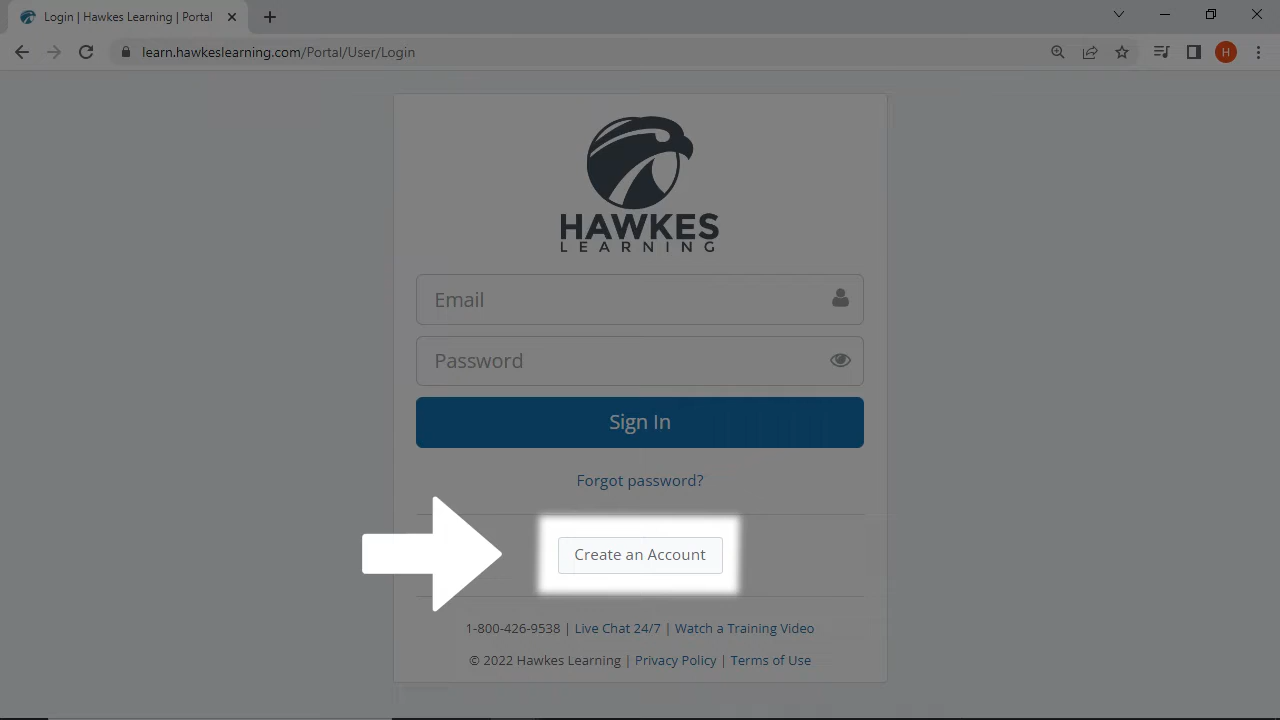 Login | Hawkes Learning | Portal
learn.hawkeslearning.com/Portal/User/Login
H
HAWKES
LEARNING
Email
Password
Sign In
Forgot password?
Create an Account
1-800-426-9538 | Live Chat 24/7 | Watch a Training Video
© 2022 Hawkes Learning | Privacy Policy | Terms of Use